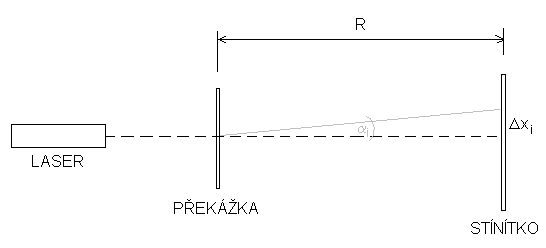 R
αi
Δxi
LASER
PŘEKÁŽKA
STÍNÍTKO